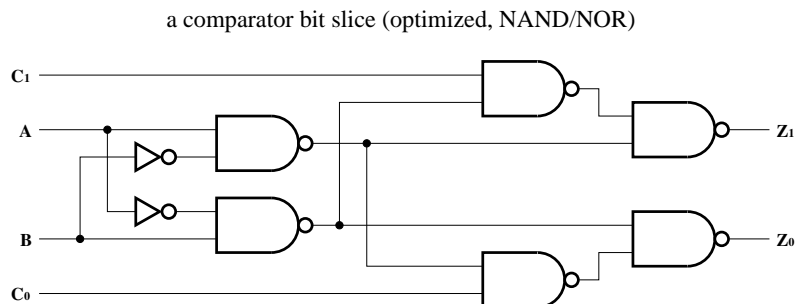 a comparator bit slice (optimized, NAND/NOR)
C1
A
Z1
B
Z0
C0